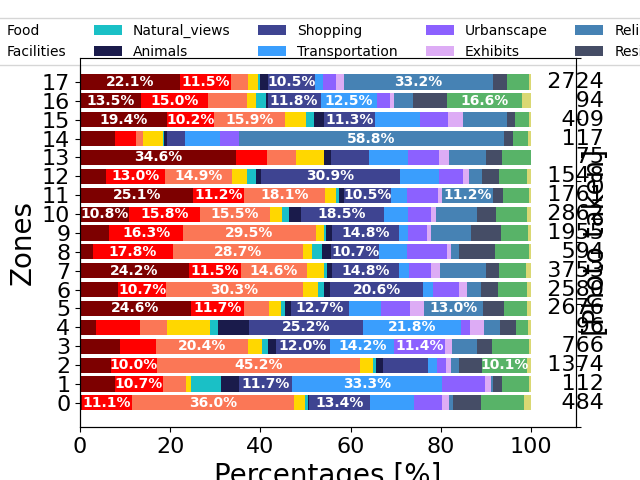 Food Natural_views Shopping Urbanscape Reli
Facilities Animals Transportation Exhibits Resi
17 22.1% 11.5% 10.5% 33.2% 2724
16 13.5% 15.0% 11.8% 12.5% 16.6% 94
15 19.4% 10.2% 15.9% 11.3% 409
14 58.8% 117
13 34.6% 75
12 13.0% 14.9% 30.9%
11 25.1% 11.2% 18.1% 10.5% 11.2%
10 10.8% 15.8% 15.5% 18.5%
9 16.3% 29.5% 14.8%
8 17.8% 28.7% 10.7% 594
7 24.2% 11.5% 14.6% 14.8%
6 10.7% 30.3% 20.6%
5 24.6% 11.7% 12.7% 13.0%
4 25.2% 21.8% 96
3 20.4% 12.0% 14.2% 11.4% 766
2 10.0% 45.2% 10.1% 1374
1 10.7% 11.7% 33.3% 112
0 11.1% 36.0% 13.4% 484
Zones
0 20 40 60 80 100
Percentages [%]